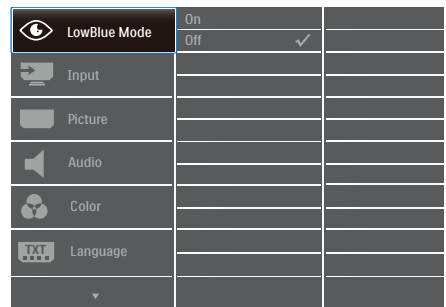 LowBlue Mode
On
Off
Input
Picture
Audio
Color
TXT
Language